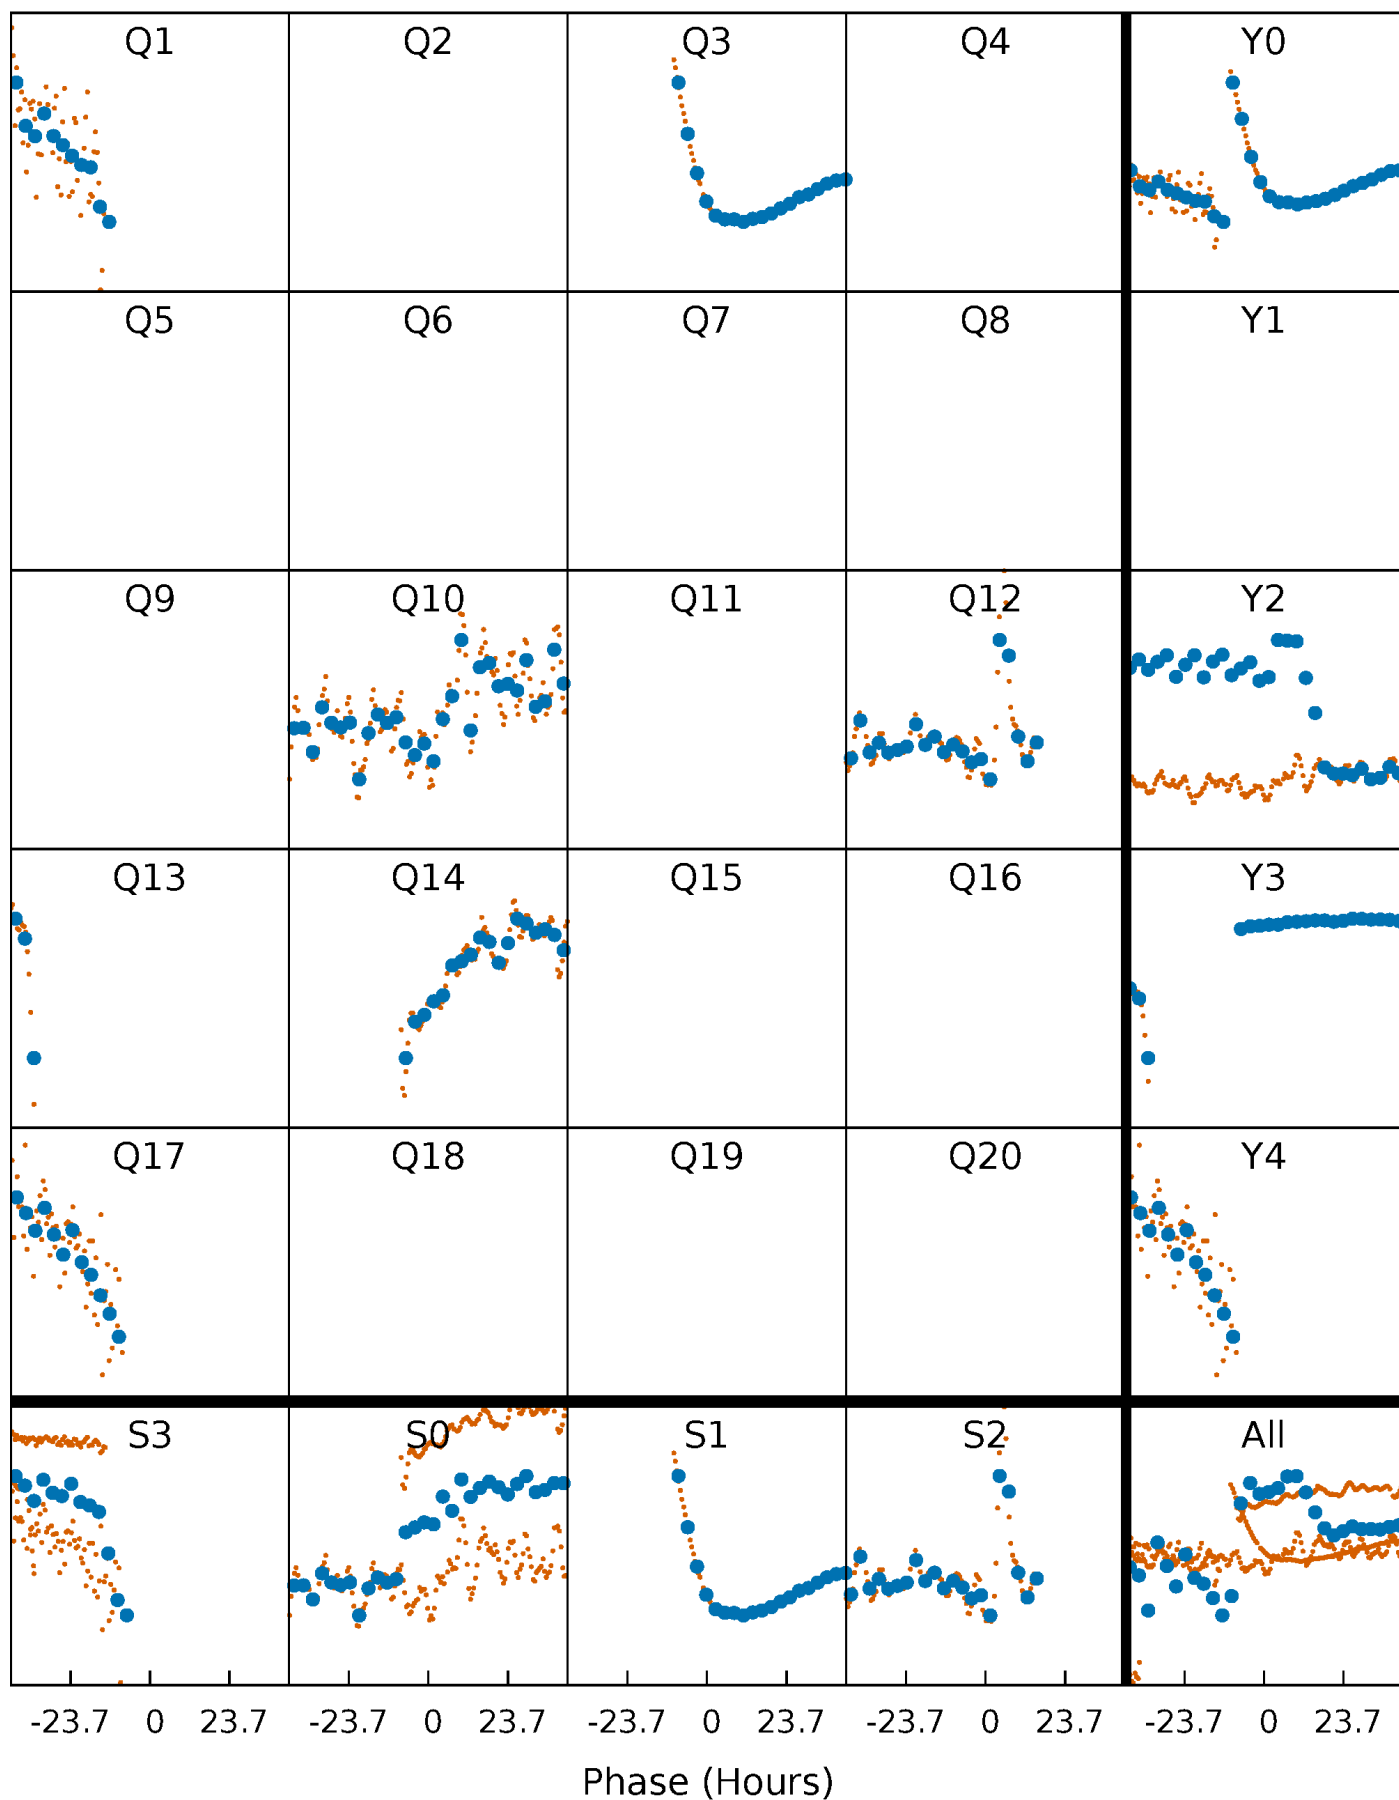 Q1 Q2 Q3 Q4 Y0
Q5 Q6 Q7 Q8 Y1
Q9 Q10 Q11 Q12 Y2
Q13 Q14 Q15 Q16 Y3
Q17 Q18 Q19 Q20 Y4
S3 S0 S1 S2 All
-23.7 0 23.7 -23.7 0 23.7 -23.7 0 23.7 -23.7 0 23.7 -23.7 0 23.7
Phase (Hours)